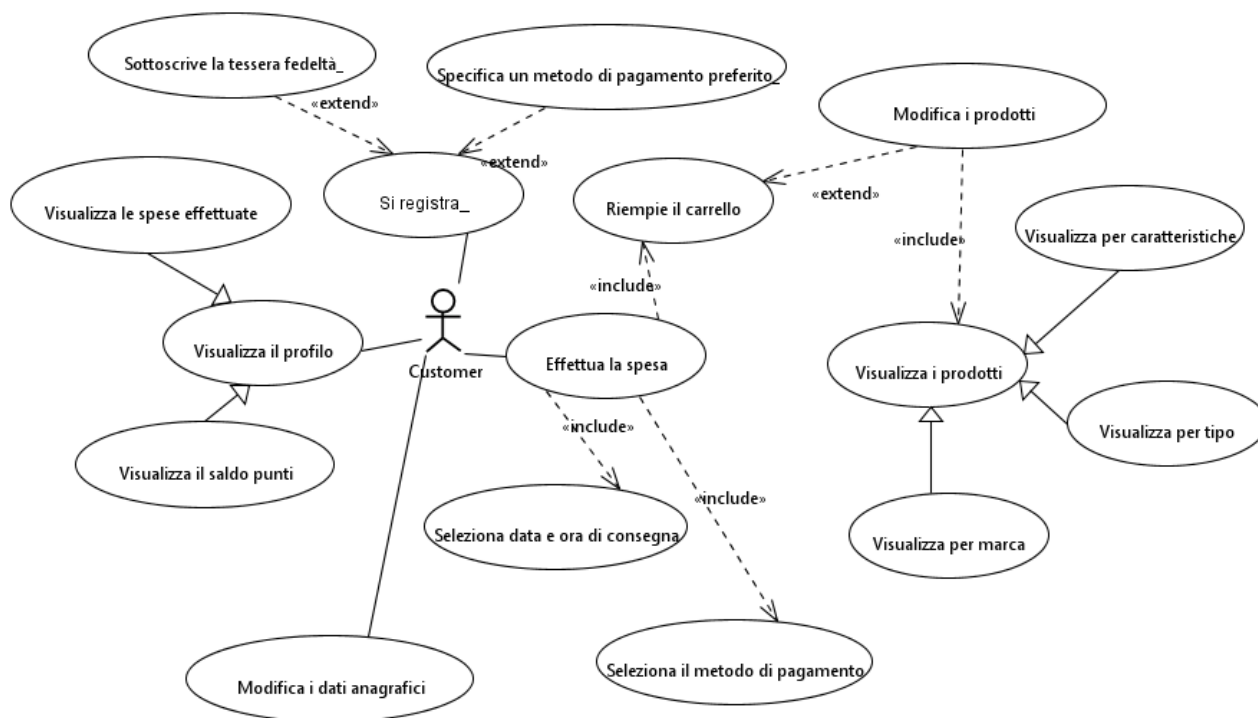 Sottoscrive la tessera fedeltà_
Specifica un metodo di pagamento preferito_
«extend»
Modifica i prodotti
«extend»
Si registra_
«extend»
Visualizza le spese effettuate
Riempie il carrello
Visualizza per caratteristiche
«include»
«include»
Visualizza il profilo
Customer
Effettua la spesa
Visualizza i prodotti
«include»
Visualizza per tipo
Visualizza il saldo punti
«include»
Seleziona data e ora di consegna
Visualizza per marca
Seleziona il metodo di pagamento
Modifica i dati anagrafici